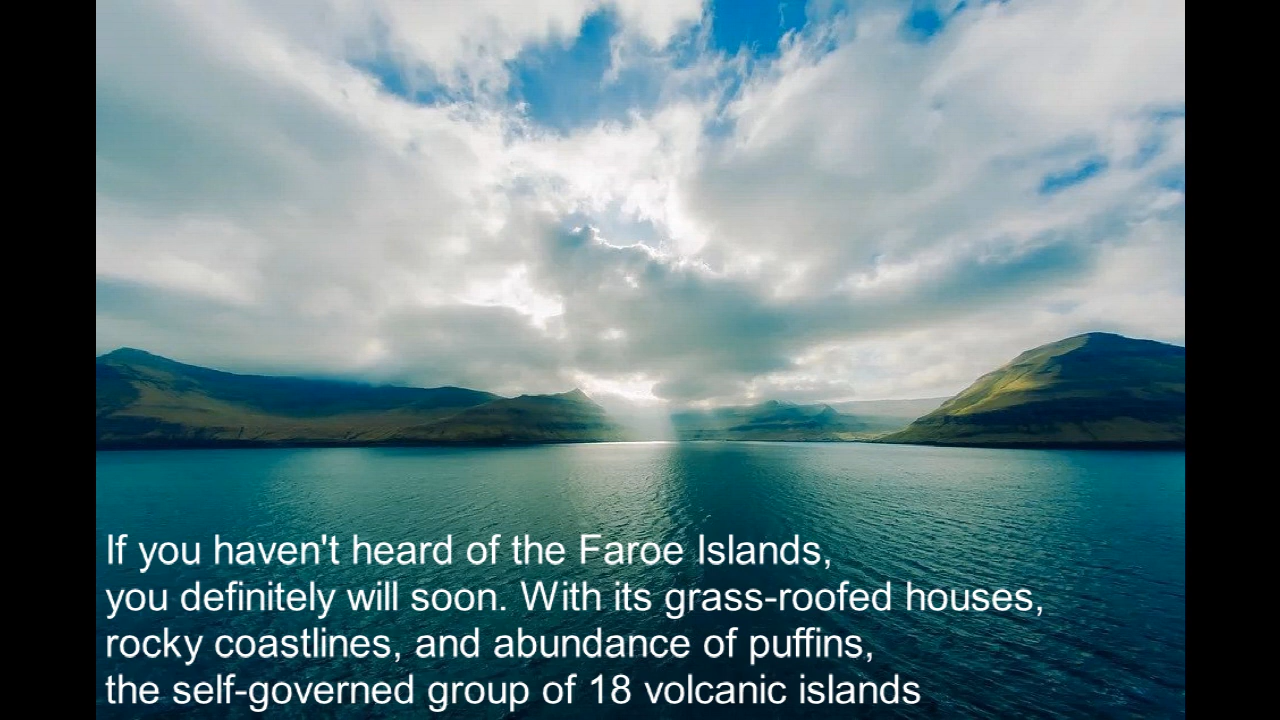 If you haven't heard of the Faroe Islands,
you definitely will soon. With its grass-roofed houses,
rocky coastlines, and abundance of puffins,
the self-governed group of 18 volcanic islands